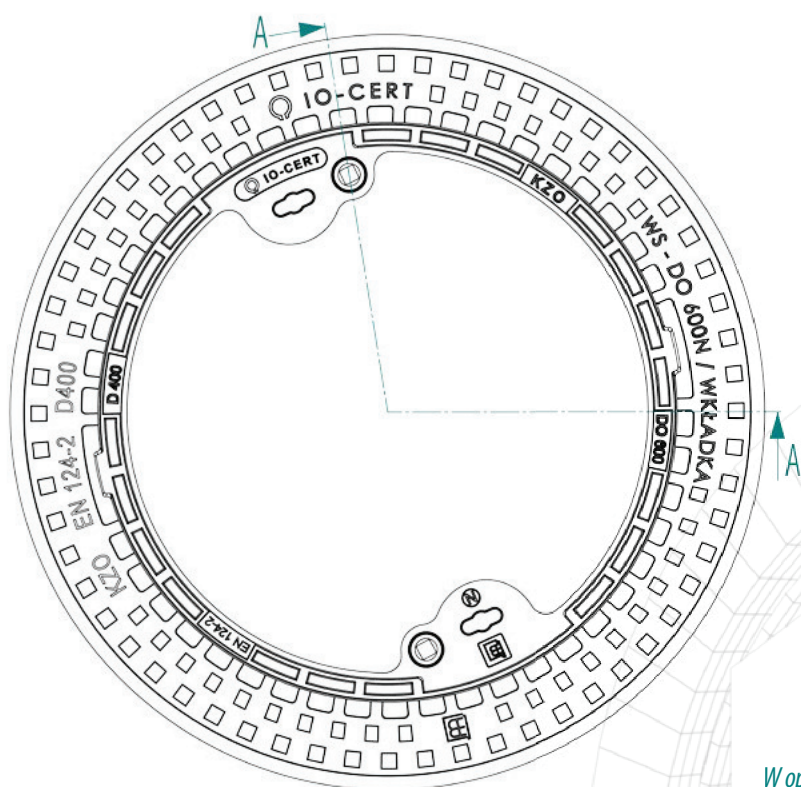 A
IO-CERT
IO-CERT
KZO
WS - DO 600N / WKŁADKA
D 400
D400
DO 600
A
EN 124-2
KZO
EN 124-2
N
W